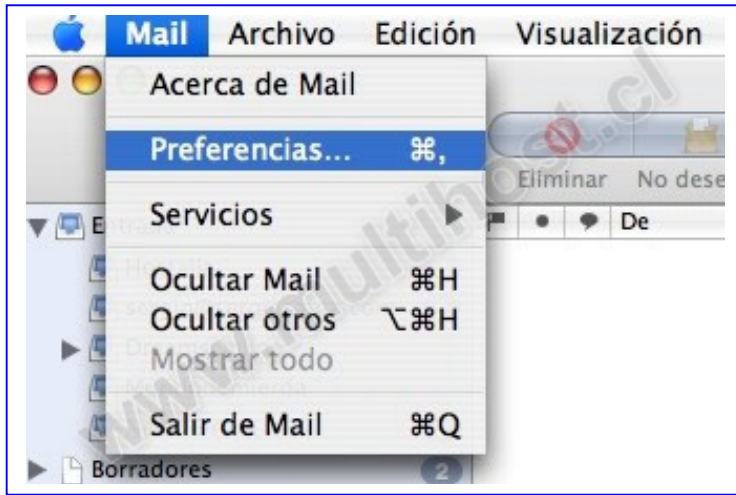 Mail Archivo Edición Visualización
Acerca de Mail
Preferencias... ⌘,
Eliminar No dese
Servicios
De
Ocultar Mail ⌘H
Ocultar otros ⌥⌘H
Mostrar todo
Salir de Mail ⌘Q
Borradores 2
www.multihost.cl